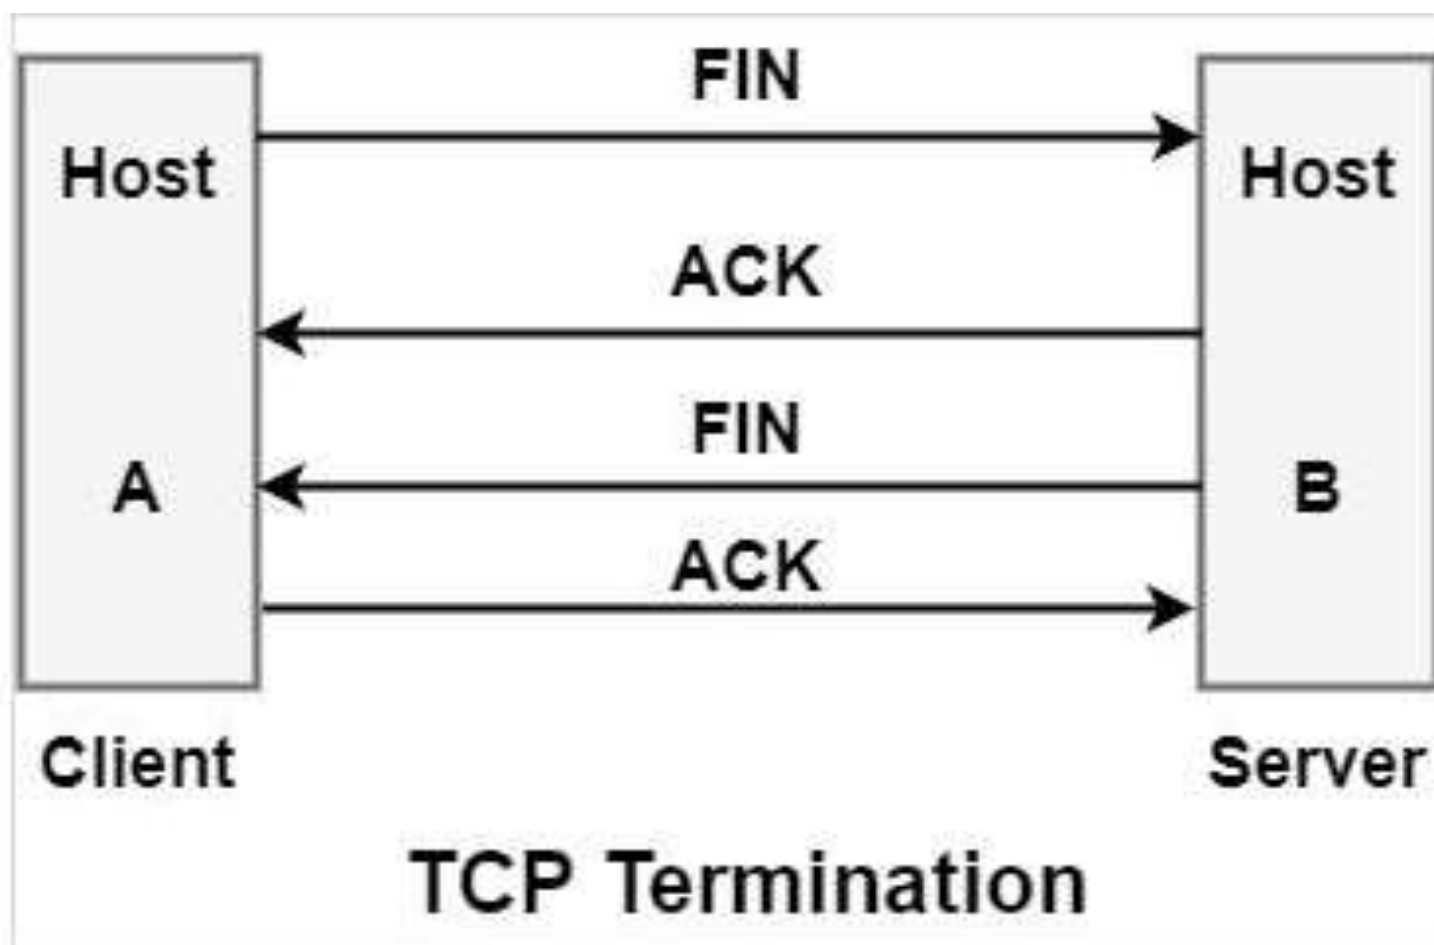 FIN
Host
Host
ACK
FIN
A
B
ACK
Client
Server
TCP Termination